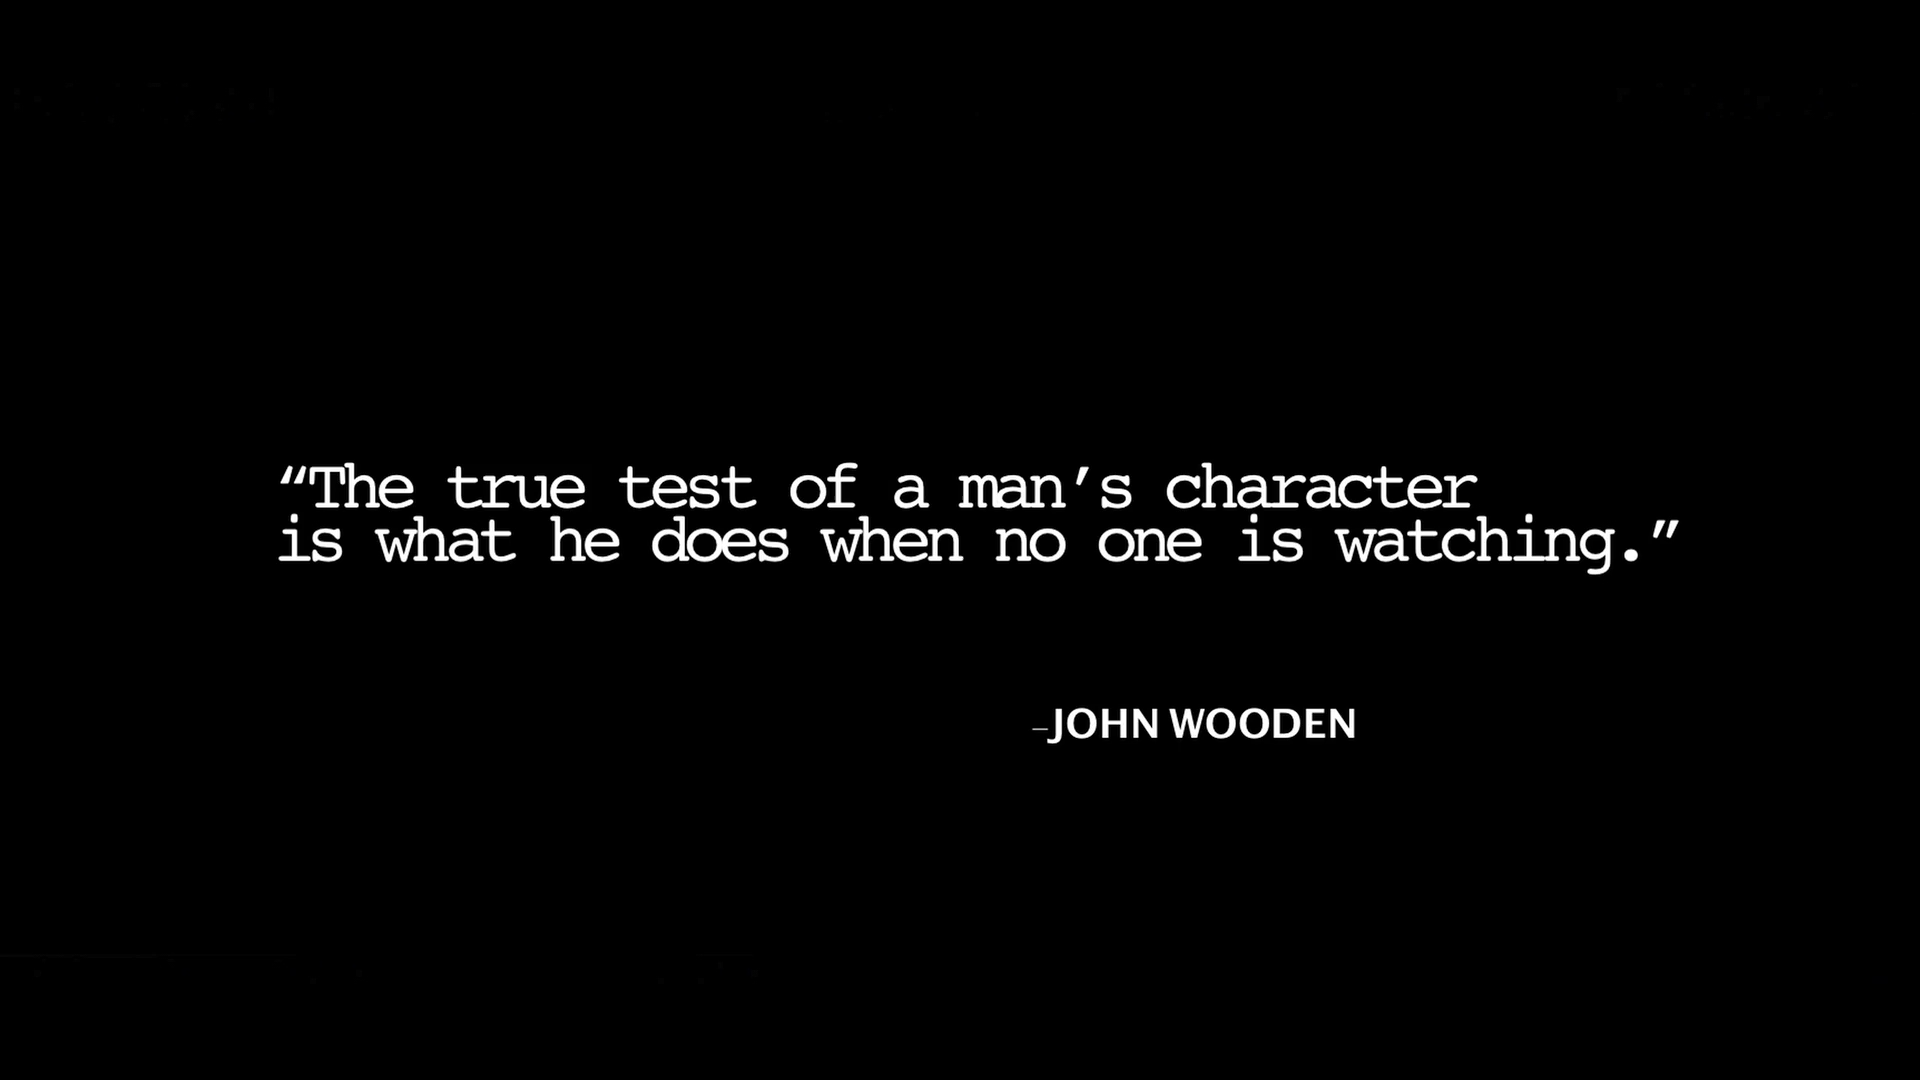 “The true test of a man’s character
is what he does when no one is watching.”
–JOHN WOODEN